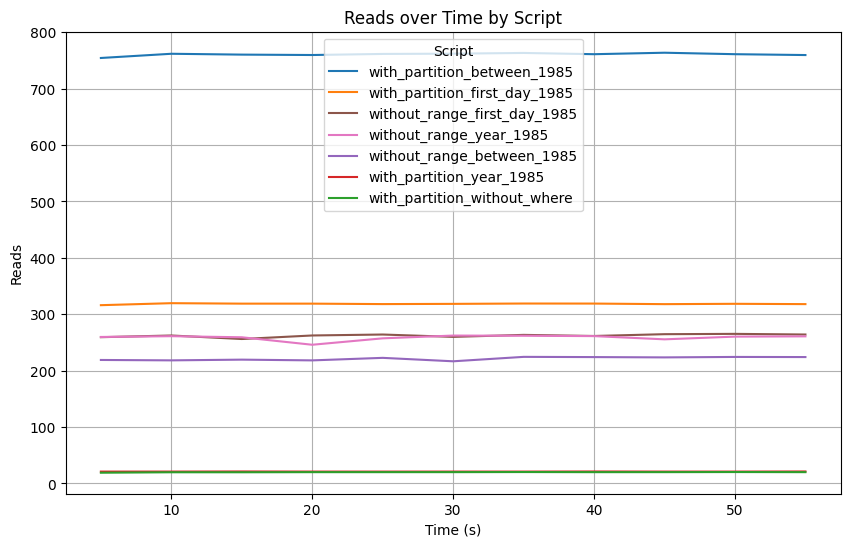 Reads over Time by Script
800
700
600
500
400
300
200
100
0
Reads
Script
with_partition_between_1985
with_partition_first_day_1985
without_range_first_day_1985
without_range_year_1985
without_range_between_1985
with_partition_year_1985
with_partition_without_where
10 20 30 40 50
Time (s)